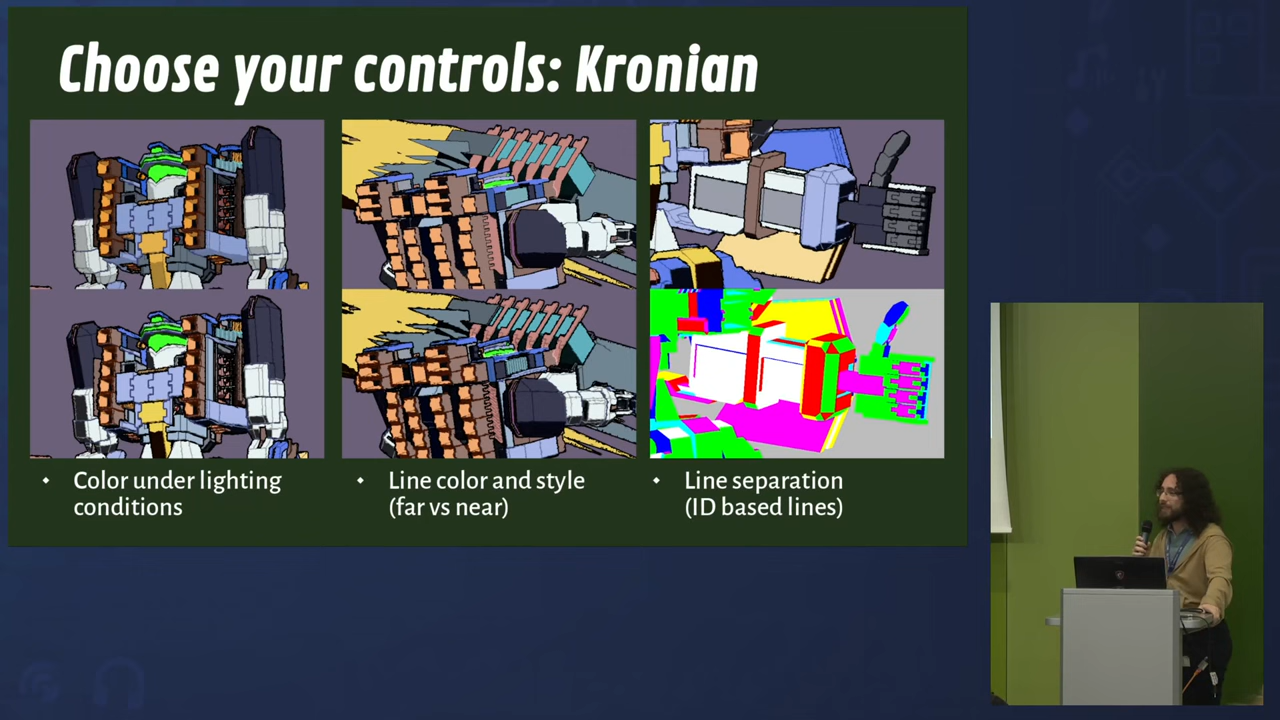 Choose your controls: Kronian
• Color under lighting
conditions
• Line color and style
(far vs near)
• Line separation
(ID based lines)